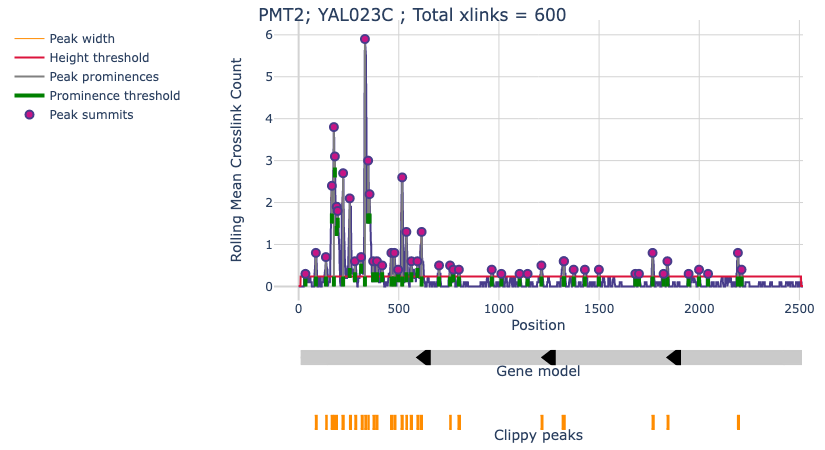 PMT2; YAL023C ; Total xlinks = 600
Peak width
Height threshold
Peak prominences
Prominence threshold
Peak summits
Rolling Mean Crosslink Count
6
5
4
3
2
1
0
0 500 1000 1500 2000 2500
Position
Gene model
Clippy peaks